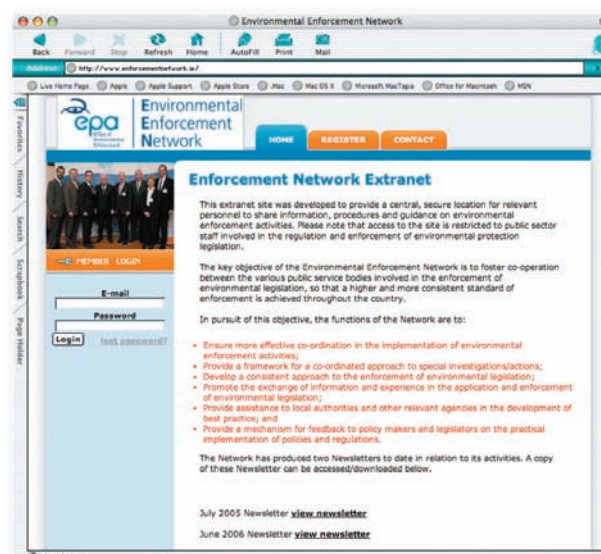 Environmental Enforcement Network
Back Forward Stop Refresh Home AutoFill Print Mail
Address: http://www.enforcementnetwork.ie/
Live Home Page Apple Apple Support Apple Store .Mac Mac OS X Microsoft MacTopia Office for Macintosh MSN
Favorites
History
Search
Scrapbook
Page Holder
epa
Office of
Environmental
Enforcement
Environmental
Enforcement
Network
HOME REGISTER CONTACT
MEMBER LOGIN
E-mail
Password
Login lost password?
Enforcement Network Extranet
This extranet site was developed to provide a central, secure location for relevant
personnel to share information, procedures and guidance on environmental
enforcement activities. Please note that access to the site is restricted to public sector
staff involved in the regulation and enforcement of environmental protection
legislation.
The key objective of the Environmental Enforcement Network is to foster co-operation
between the various public service bodies involved in the enforcement of
environmental legislation, so that a higher and more consistent standard of
enforcement is achieved throughout the country.
In pursuit of this objective, the functions of the Network are to:
• Ensure more effective co-ordination in the implementation of environmental
enforcement activities;
• Provide a framework for a co-ordinated approach to special investigations/actions;
• Develop a consistent approach to the enforcement of environmental legislation;
• Promote the exchange of information and experience in the application and enforcement
of environmental legislation;
• Provide assistance to local authorities and other relevant agencies in the development of
best practice; and
• Provide a mechanism for feedback to policy makers and legislators on the practical
implementation of policies and regulations.
The Network has produced two Newsletters to date in relation to its activities. A copy
of these Newsletter can be accessed/downloaded below.
July 2005 Newsletter view newsletter
June 2006 Newsletter view newsletter